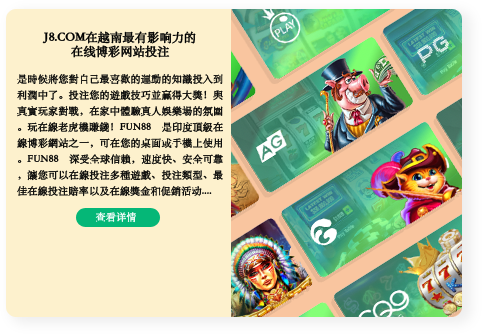 J8.COM在越南最有影响力的
在线博彩网站投注
是時候將您對自己最喜歡的運動的知識投入到
利潤中了。投注您的遊戲技巧並贏得大獎！與
真實玩家對戰，在家中體驗真人娛樂場的氛圍
。玩在線老虎機賺錢！FUN88 是印度頂級在
線博彩網站之一，可在您的桌面或手機上使用
。FUN88 深受全球信賴，速度快、安全可靠
，讓您可以在線投注多種遊戲、投注類型、最
佳在線投注賠率以及在線獎金和促銷活动....
查看详情
PLAY
PG
AG
CQ9